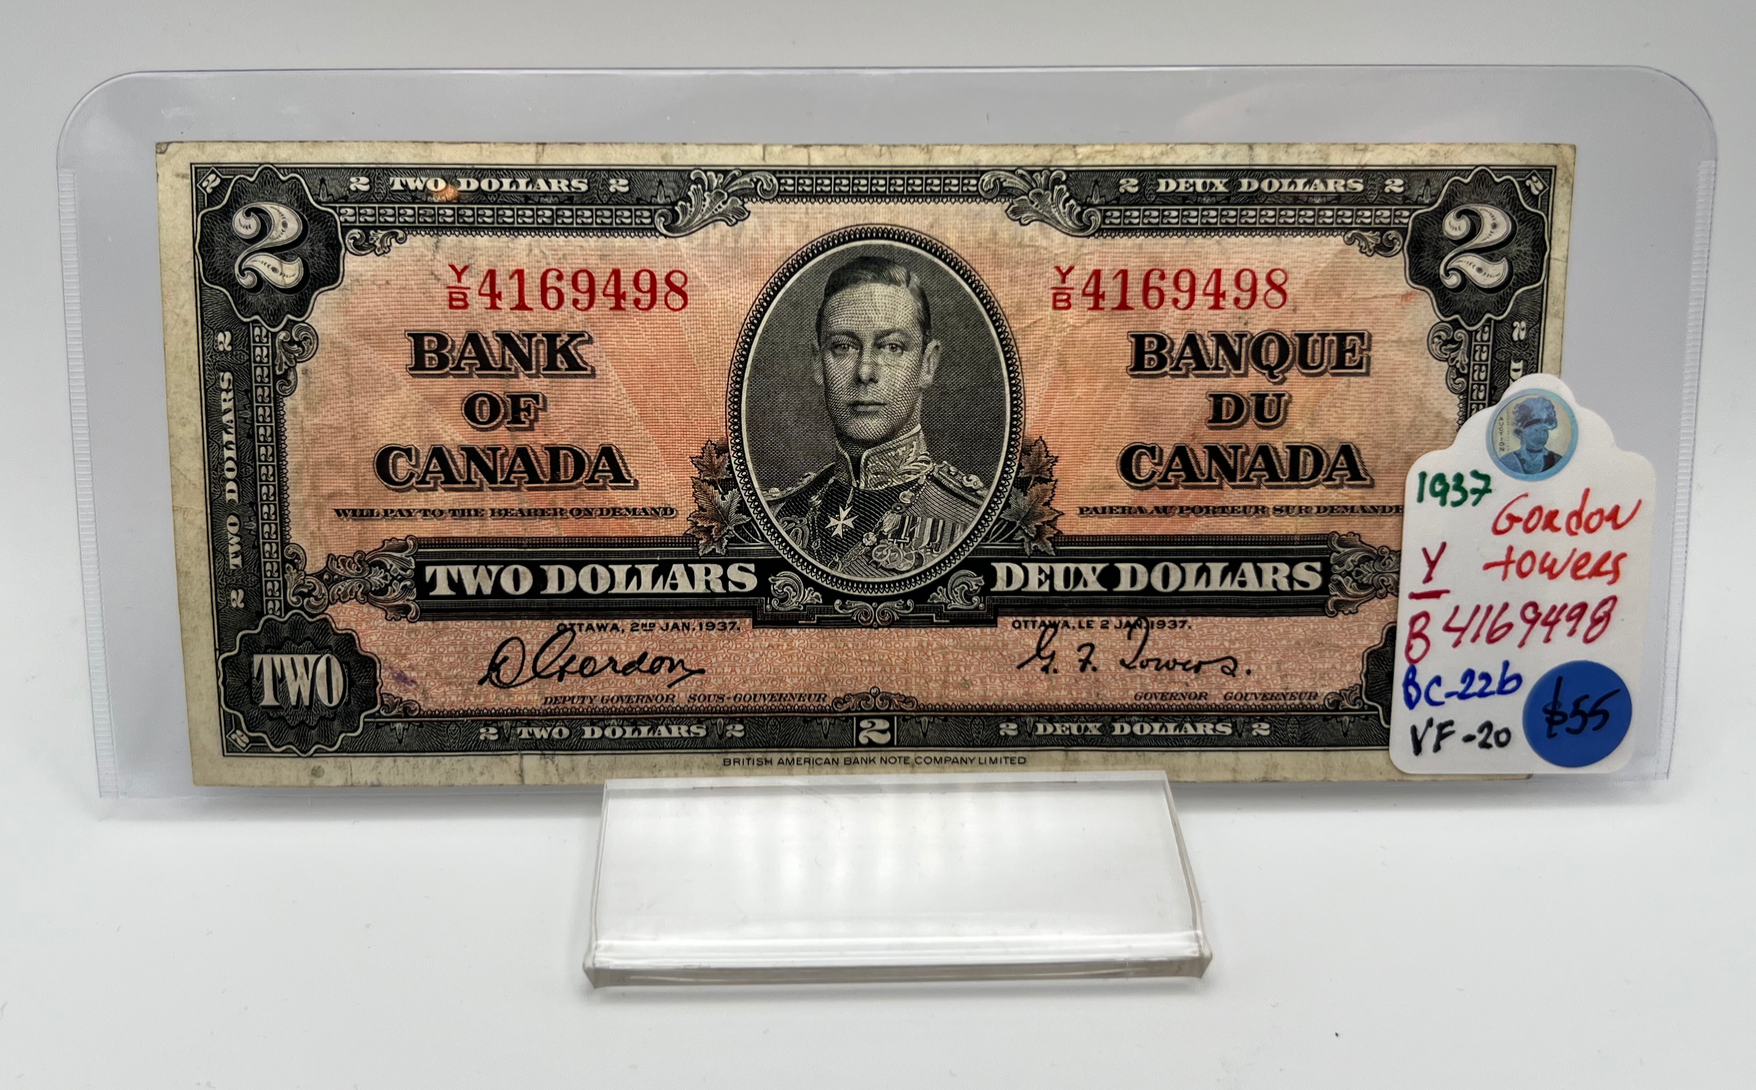 2 TWO DOLLARS 2
22222222222
2 DEUX DOLLARS 2
2
2
Y/B 4169498
Y/B 4169498
BANK
OF
CANADA
BANQUE
DU
CANADA
WILL PAY TO THE BEARER ON DEMAND
PAIERA AU PORTEUR SUR DEMANDE
TWO DOLLARS
DEUX DOLLARS
OTTAWA, 2ND JAN. 1937.
OTTAWA, LE 2 JAN. 1937.
D Gordon
G. F. Towers.
DEPUTY GOVERNOR SOUS-GOUVERNEUR
GOVERNOR GOUVERNEUR
TWO
2 TWO DOLLARS 2
2
2 DEUX DOLLARS 2
BRITISH AMERICAN BANK NOTE COMPANY LIMITED
2 TWO DOLLARS 2
2 D
1937
Gordon
towers
Y
B 4169498
BC-22b
VF-20
$55